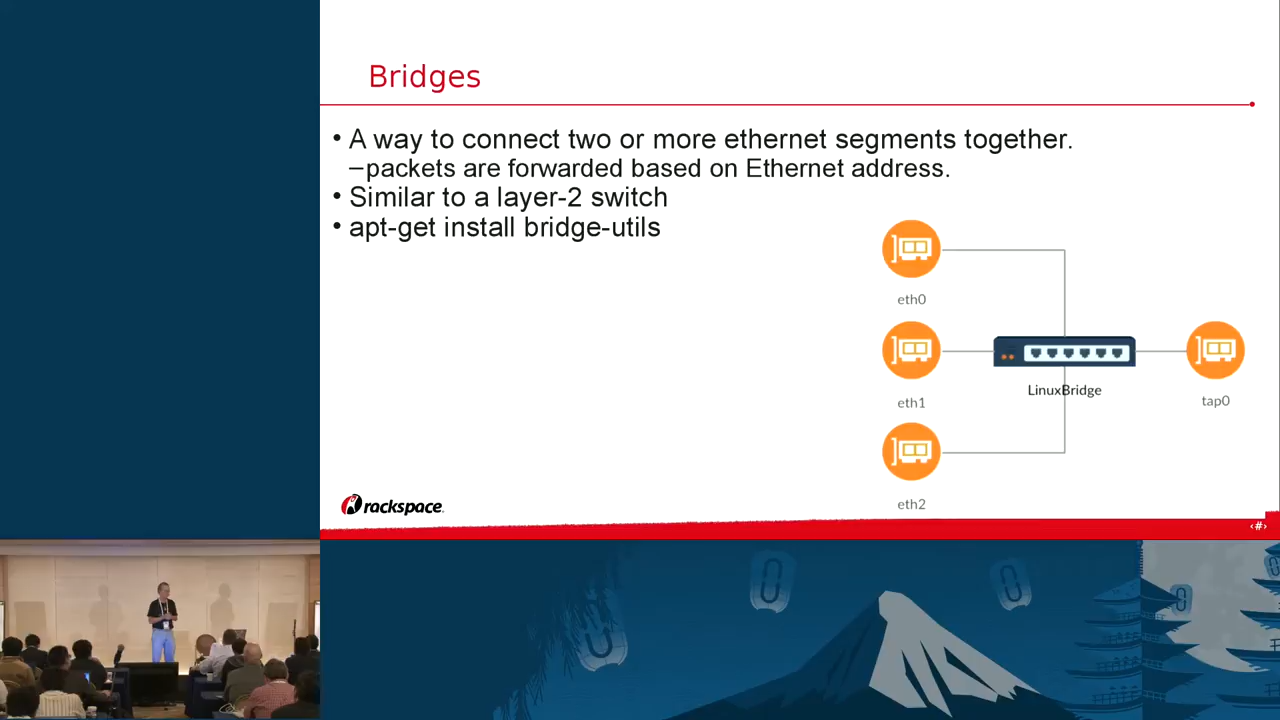 Bridges
• A way to connect two or more ethernet segments together.
–packets are forwarded based on Ethernet address.
• Similar to a layer-2 switch
• apt-get install bridge-utils
eth0
eth1
LinuxBridge
tap0
eth2
rackspace.
‹#›